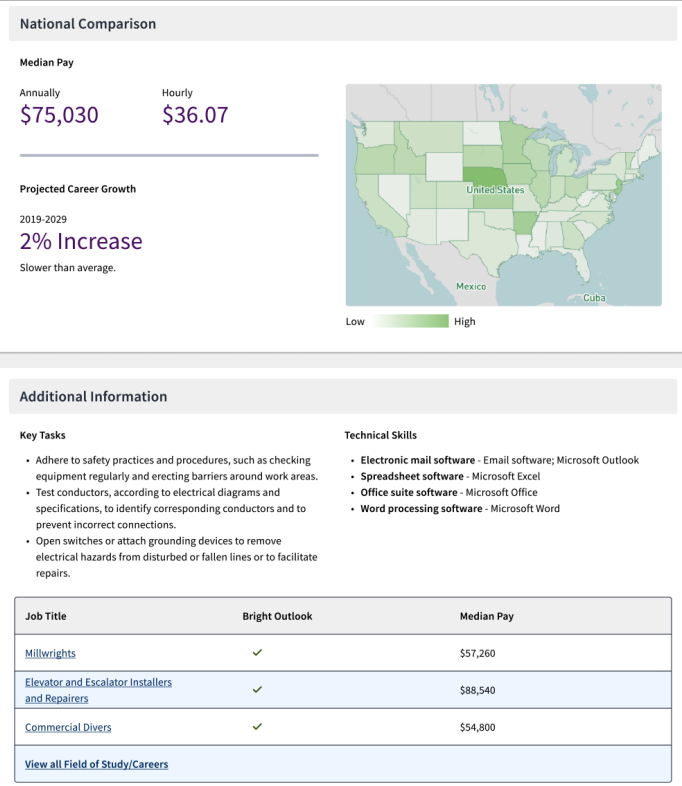 National Comparison
Median Pay
Annually
Hourly
$75,030
$36.07
Projected Career Growth
2019-2029
2% Increase
Slower than average.
United States
Mexico
Cuba
Low
High
Additional Information
Key Tasks
• Adhere to safety practices and procedures, such as checking
equipment regularly and erecting barriers around work areas.
• Test conductors, according to electrical diagrams and
specifications, to identify corresponding conductors and to
prevent incorrect connections.
• Open switches or attach grounding devices to remove
electrical hazards from disturbed or fallen lines or to facilitate
repairs.
Technical Skills
• Electronic mail software - Email software; Microsoft Outlook
• Spreadsheet software - Microsoft Excel
• Office suite software - Microsoft Office
• Word processing software - Microsoft Word
Job Title Bright Outlook Median Pay
Millwrights ✓ $57,260
Elevator and Escalator Installers
and Repairers ✓ $88,540
Commercial Divers ✓ $54,800
View all Field of Study/Careers